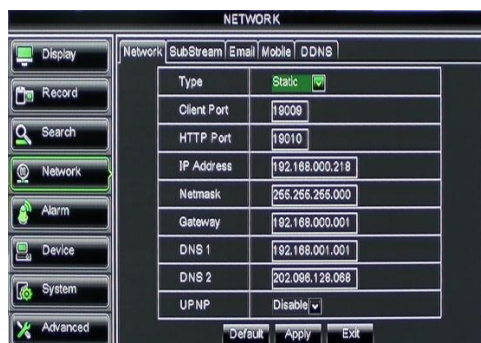 NETWORK
Display
Record
Search
Network
Alarm
Device
System
Advanced
Network SubStream Email Mobile DDNS
Type Static
Client Port 19009
HTTP Port 19010
IP Address 192.168.000.218
Netmask 255.255.255.000
Gateway 192.168.000.001
DNS 1 192.168.001.001
DNS 2 202.096.128.068
UPNP Disable
Default Apply Exit